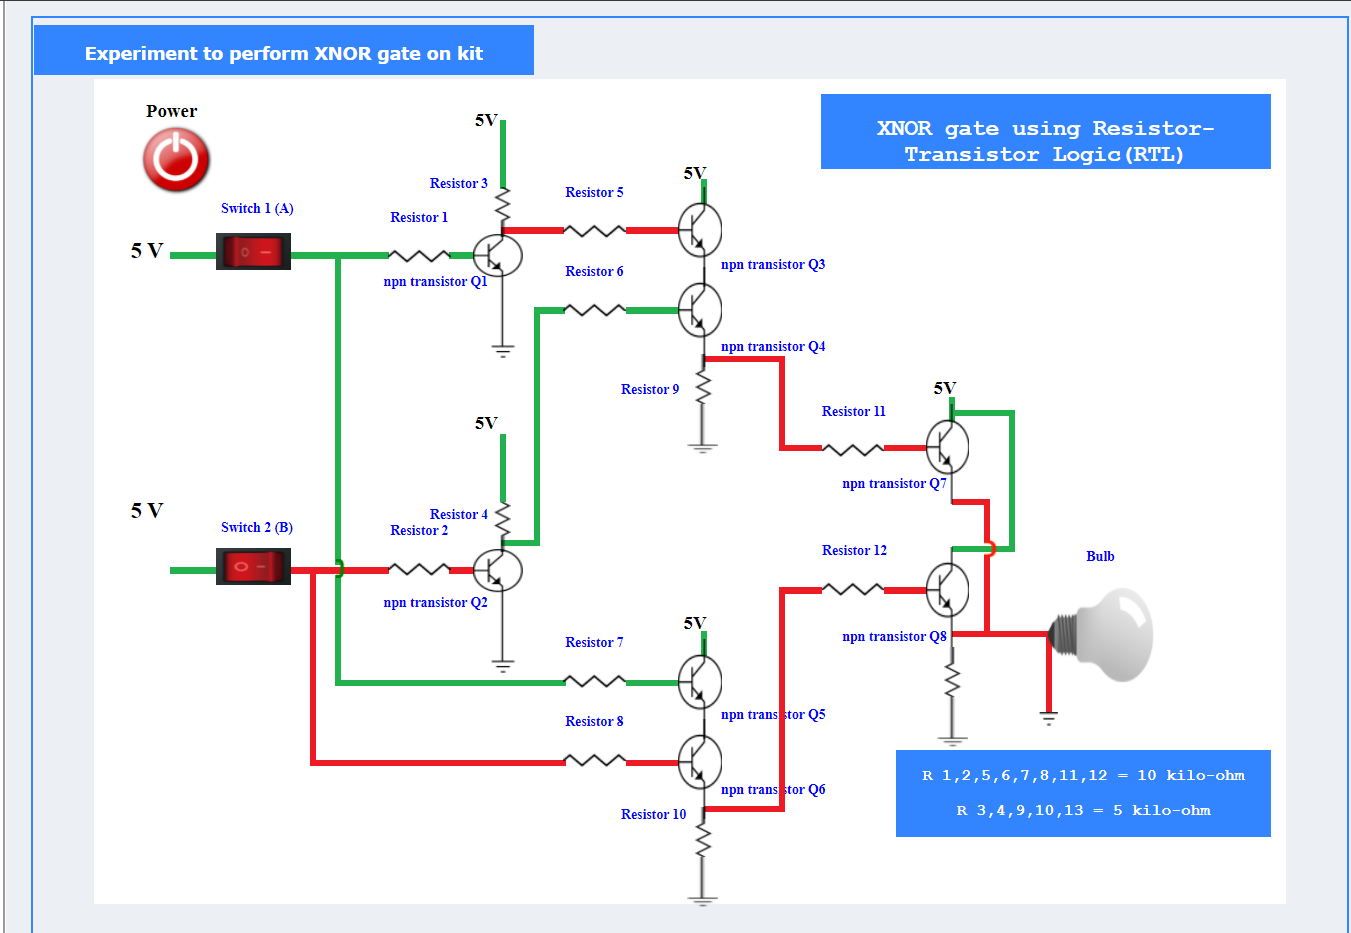 Experiment to perform XNOR gate on kit
Power
XNOR gate using Resistor-
Transistor Logic(RTL)
5V
5V
Resistor 3
Resistor 5
Switch 1 (A)
Resistor 1
5 V
npn transistor Q3
Resistor 6
npn transistor Q1
npn transistor Q4
Resistor 9
5V
Resistor 11
5V
npn transistor Q7
5 V
Resistor 4
Switch 2 (B)
Resistor 2
Resistor 12
Bulb
npn transistor Q2
5V
npn transistor Q8
Resistor 7
npn transistor Q5
Resistor 8
R 1,2,5,6,7,8,11,12 = 10 kilo-ohm
npn transistor Q6
R 3,4,9,10,13 = 5 kilo-ohm
Resistor 10